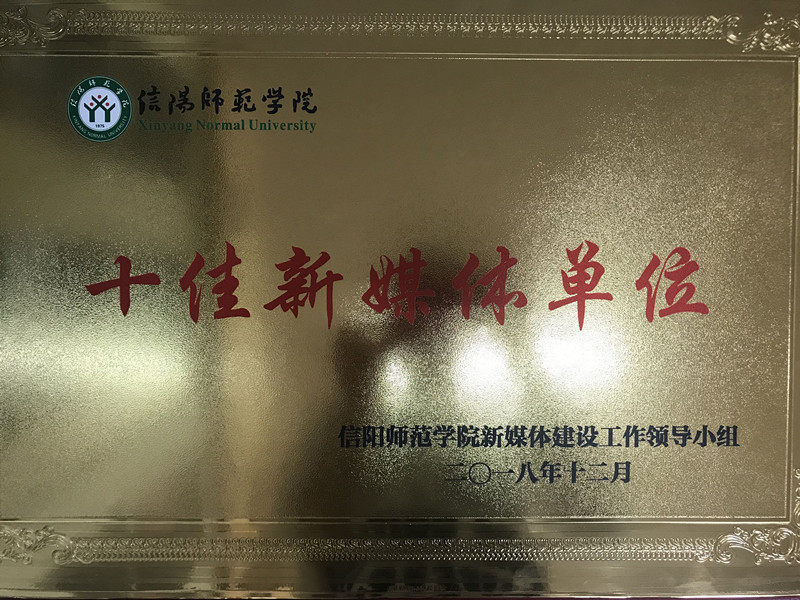 信陽師範学院
Xinyang Normal University
十佳新媒体单位
信阳师范学院新媒体建设工作领导小组
二〇一八年十二月